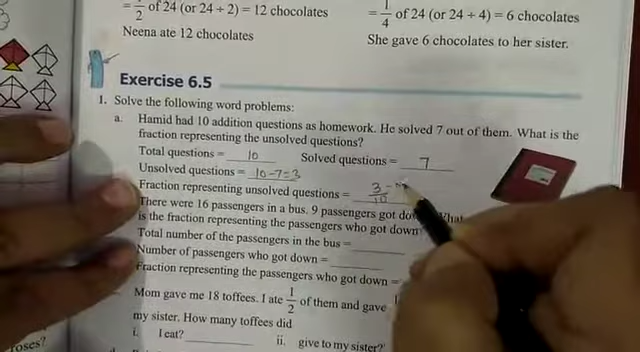 = 1/2 of 24 (or 24 ÷ 2) = 12 chocolates
= 1/4 of 24 (or 24 ÷ 4) = 6 chocolates
Neena ate 12 chocolates
She gave 6 chocolates to her sister.
Exercise 6.5
1. Solve the following word problems:
a. Hamid had 10 addition questions as homework. He solved 7 out of them. What is the
fraction representing the unsolved questions?
Total questions = 10 Solved questions = 7
Unsolved questions = 10-7=3
Fraction representing unsolved questions = 3/10
There were 16 passengers in a bus. 9 passengers got
is the fraction representing the passengers who got down?
Total number of the passengers in the bus =
Number of passengers who got down =
Fraction representing the passengers who got down =
Mom gave me 18 toffees. I ate 1/2 of them and gave
my sister. How many toffees did
i. I eat? ii. give to my sister?